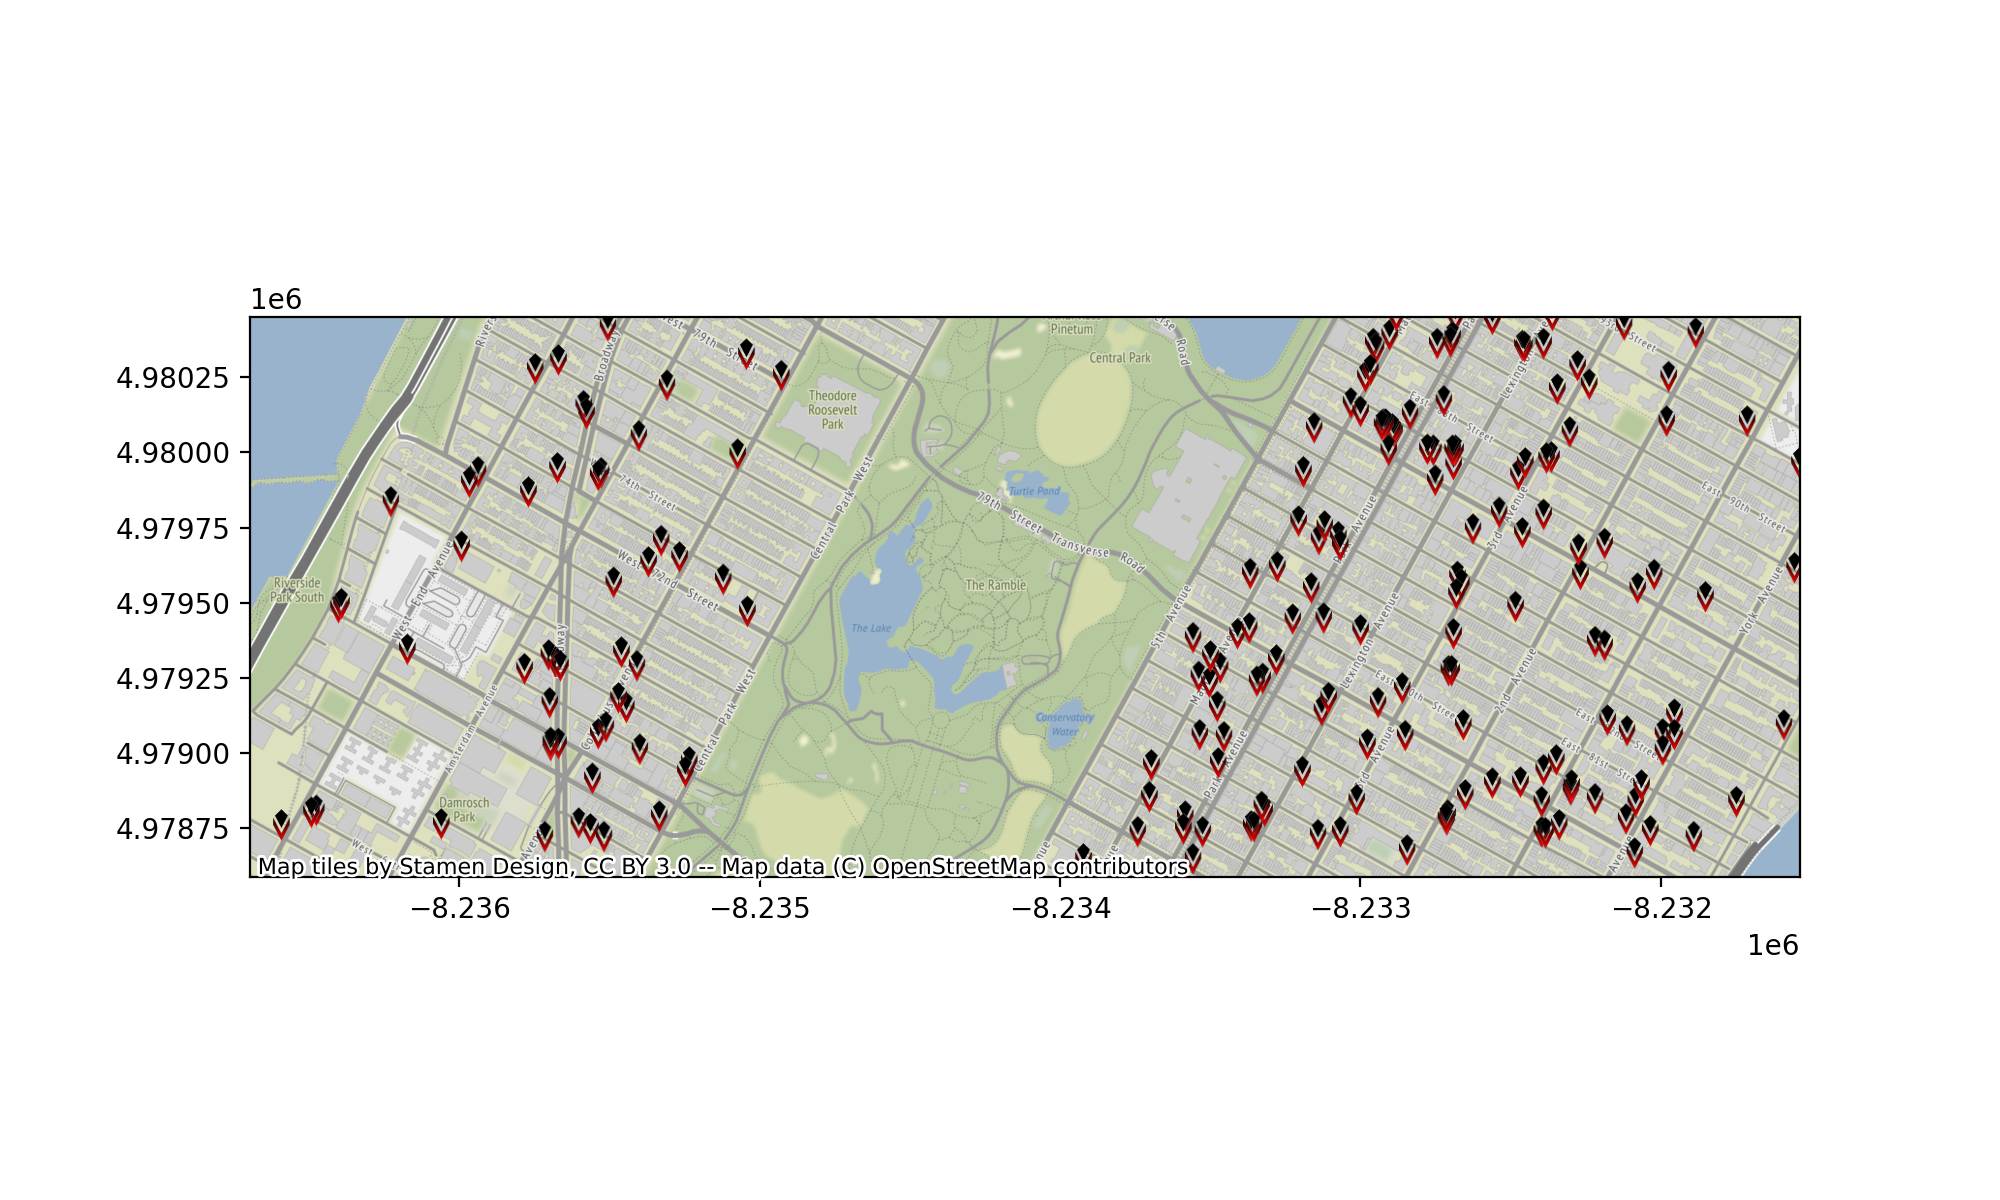 1e6
4.98025
4.98000
4.97975
4.97950
4.97925
4.97900
4.97875
79th Street
Broadway
Theodore
Roosevelt
Park
Pinetum
Central Park
Road
Lexington
Street
74th Street
Central Park West
Turtle Pond
79th Street Transverse Road
Avenue
3rd Avenue
East 90th Street
Riverside
Park South
West End Avenue
West 72nd Street
The Ramble
The Lake
5th Avenue
Lexington Avenue
York Avenue
Amsterdam Avenue
Central Park West
Conservatory
Water
Park Avenue
2nd Avenue
East 81st Street
Damrosch
Park
Map tiles by Stamen Design, CC BY 3.0 -- Map data (C) OpenStreetMap contributors
−8.236
−8.235
−8.234
−8.233
−8.232
1e6